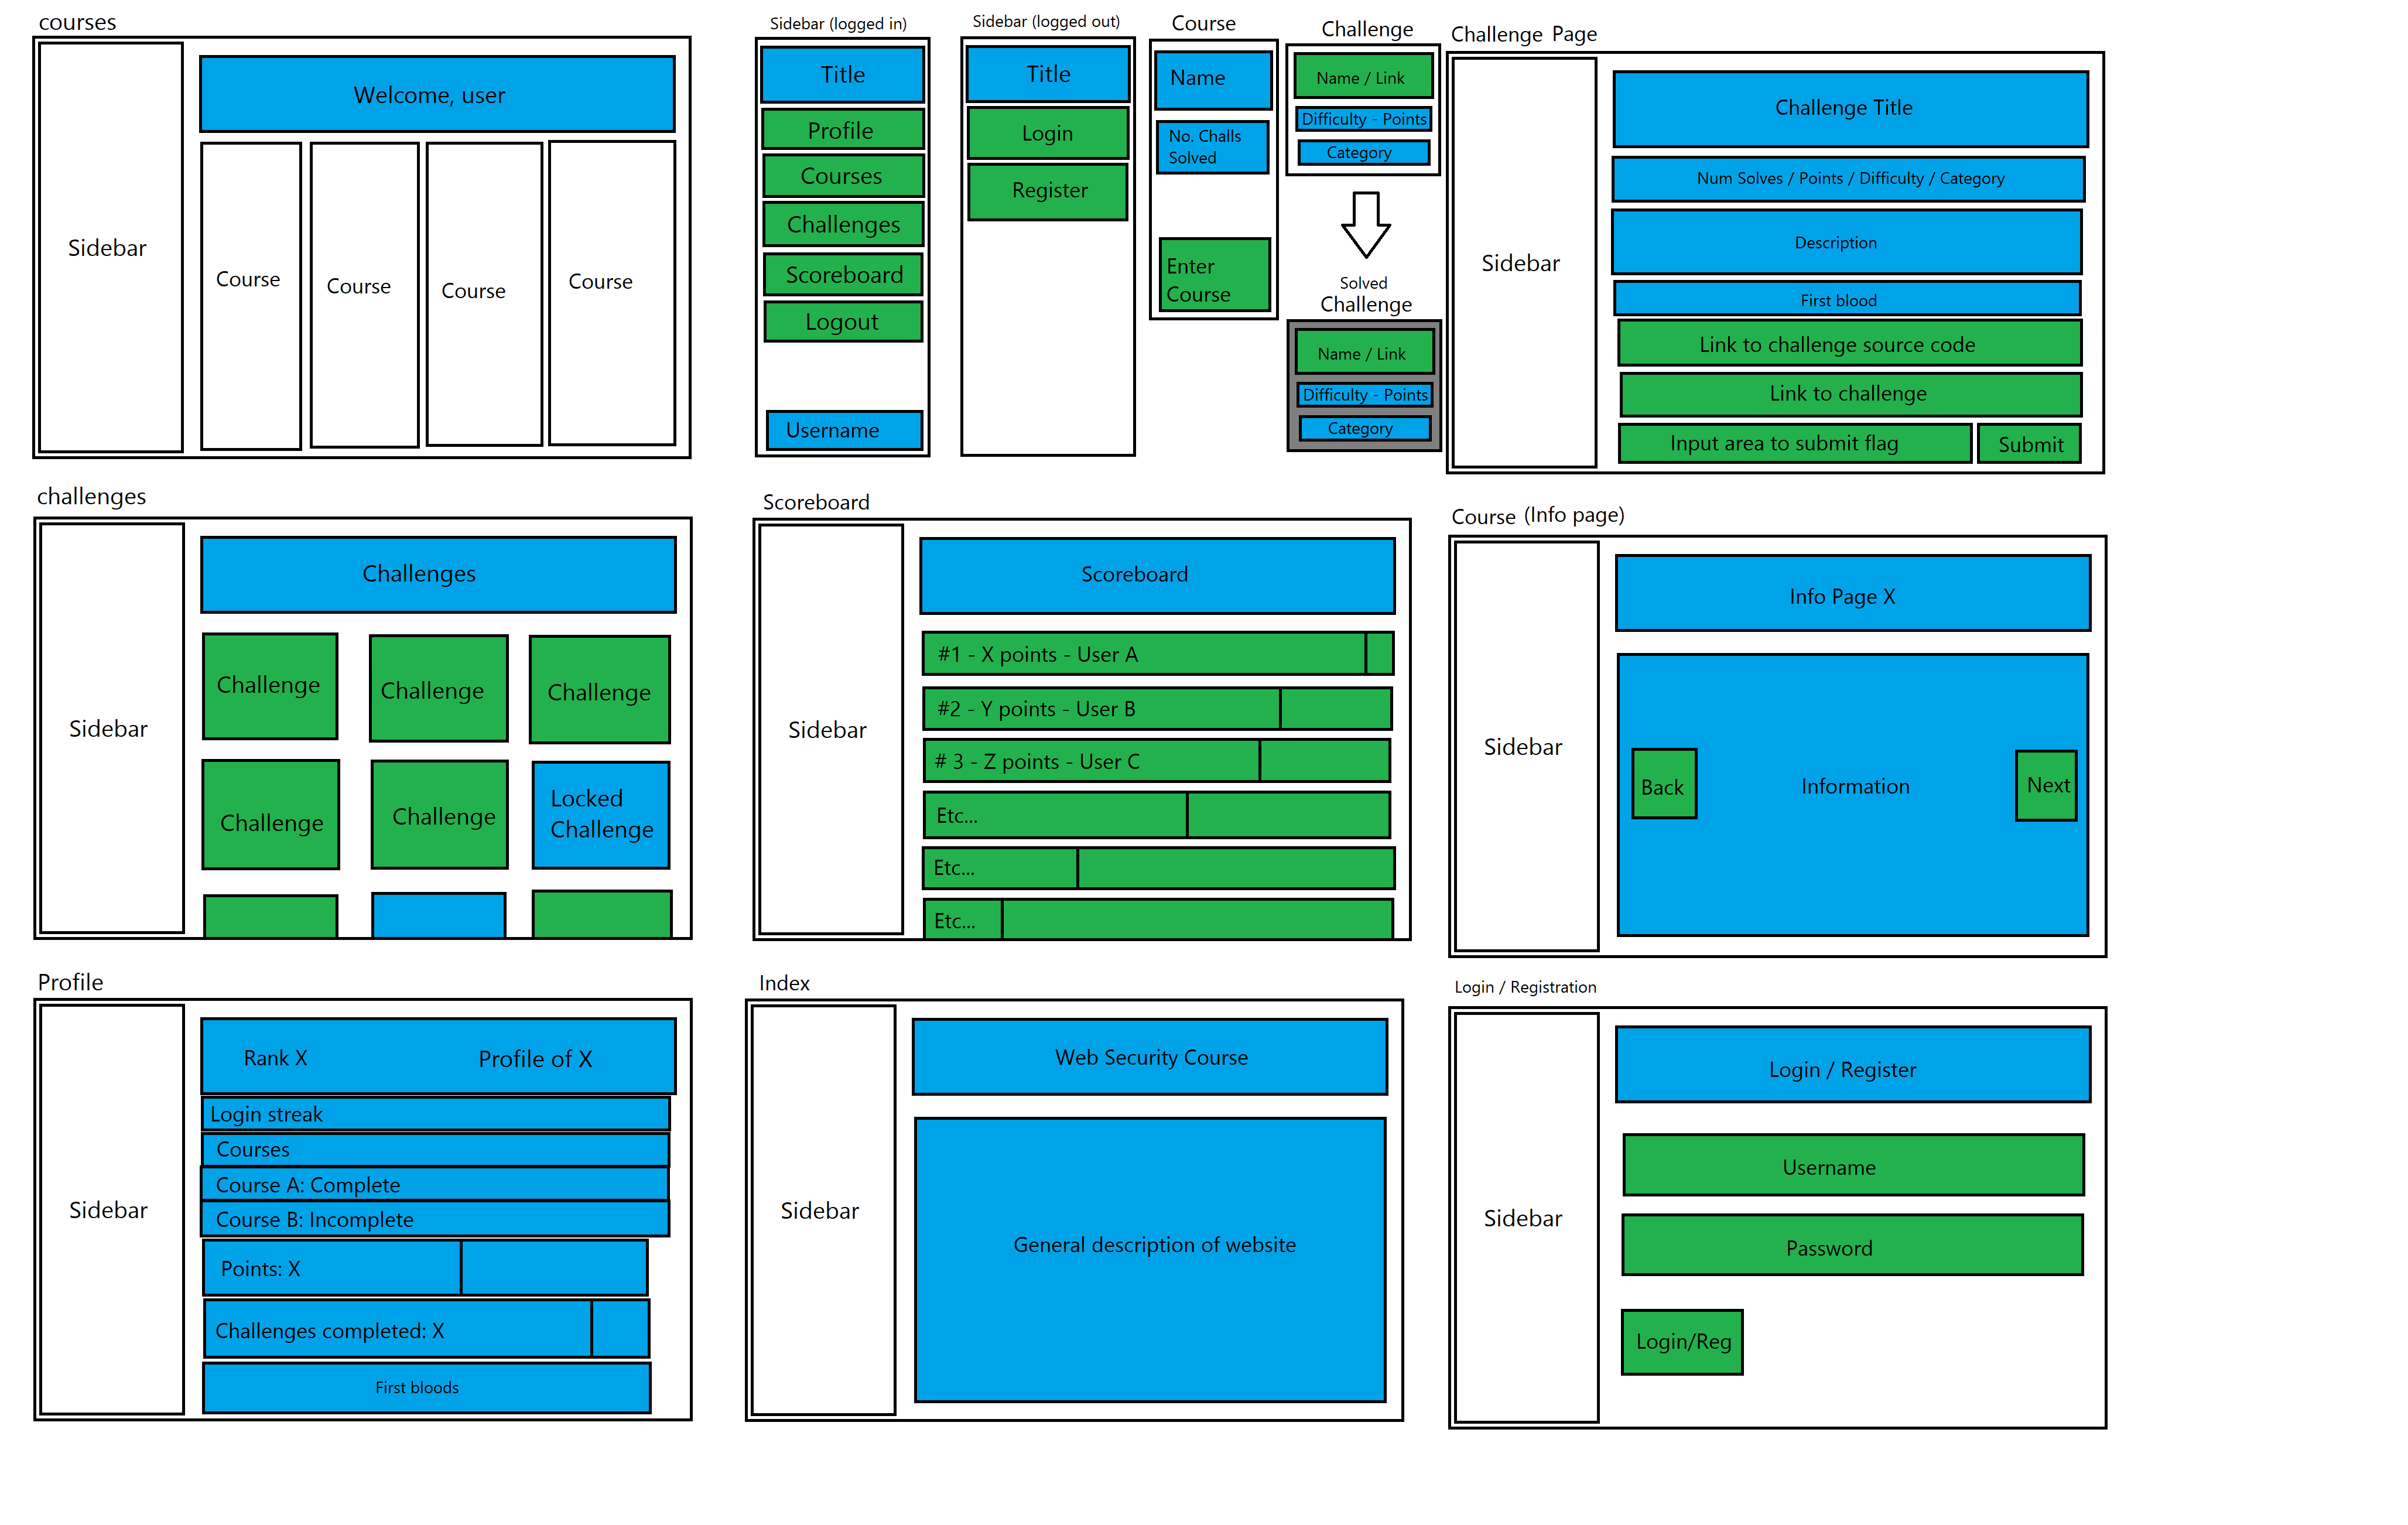 courses
Sidebar
Welcome, user
Course
Course
Course
Course
Sidebar (logged in)
Title
Profile
Courses
Challenges
Scoreboard
Logout
Username
Sidebar (logged out)
Title
Login
Register
Course
Name
No. Challs
Solved
Enter
Course
Challenge
Name / Link
Difficulty - Points
Category
Solved
Challenge
Name / Link
Difficulty - Points
Category
Challenge Page
Sidebar
Challenge Title
Num Solves / Points / Difficulty / Category
Description
First blood
Link to challenge source code
Link to challenge
Input area to submit flag
Submit
challenges
Sidebar
Challenges
Challenge
Challenge
Challenge
Challenge
Challenge
Locked
Challenge
Scoreboard
Sidebar
Scoreboard
#1 - X points - User A
#2 - Y points - User B
# 3 - Z points - User C
Etc...
Etc...
Etc...
Course (Info page)
Sidebar
Info Page X
Back
Information
Next
Profile
Sidebar
Rank X
Profile of X
Login streak
Courses
Course A: Complete
Course B: Incomplete
Points: X
Challenges completed: X
First bloods
Index
Sidebar
Web Security Course
General description of website
Login / Registration
Sidebar
Login / Register
Username
Password
Login/Reg